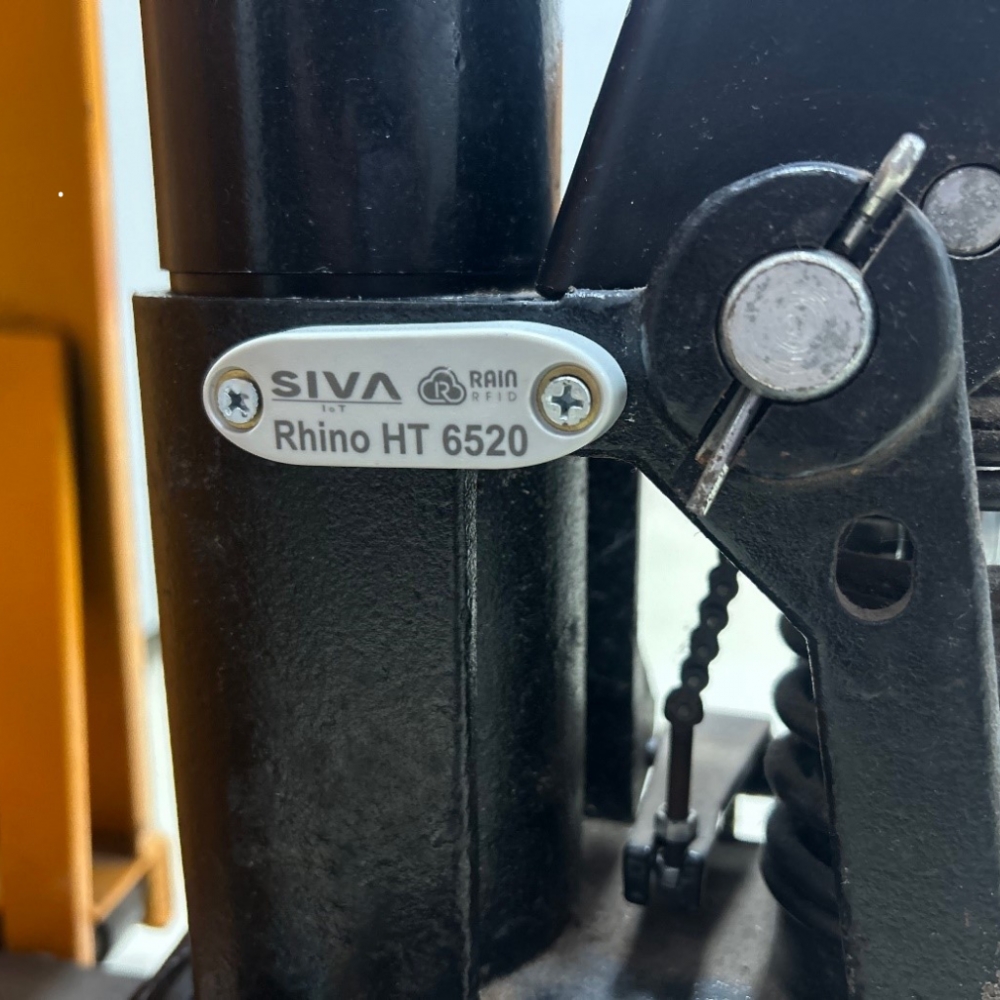 SIVA
IoT
R RAIN
RFID
Rhino HT 6520